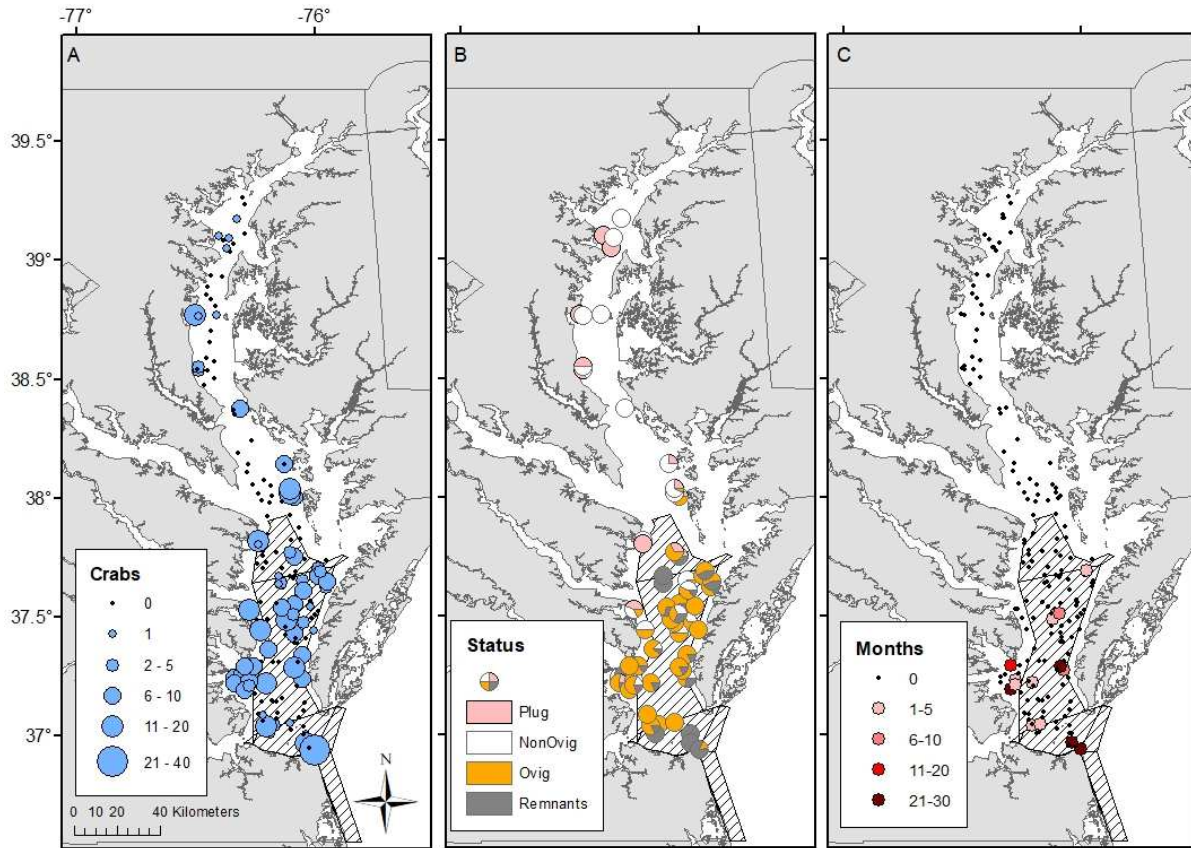 -77°
-76°
A
B
C
39.5°
39°
38.5°
38°
37.5°
37°
Crabs
0
1
2 - 5
6 - 10
11 - 20
21 - 40
0 10 20 40 Kilometers
N
Status
Plug
NonOvig
Ovig
Remnants
Months
0
1-5
6-10
11-20
21-30